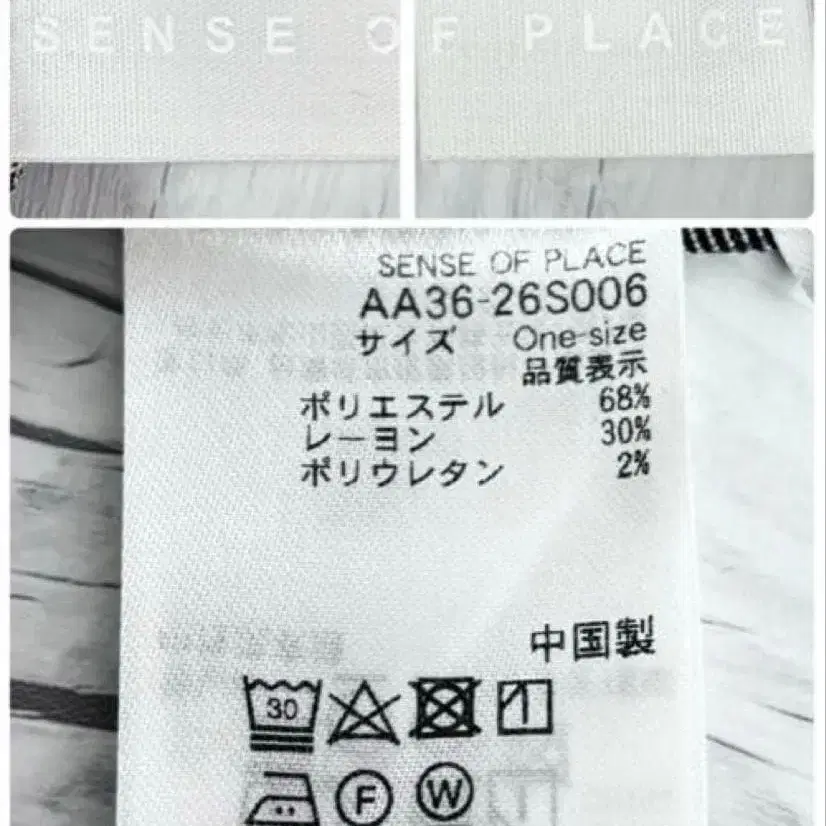 SENSE OF PLACE
SENSE OF PLACE
AA36-26S006
サイズ One-size
品質表示
ポリエステル 68%
レーヨン 30%
ポリウレタン 2%
中国製
30
F W